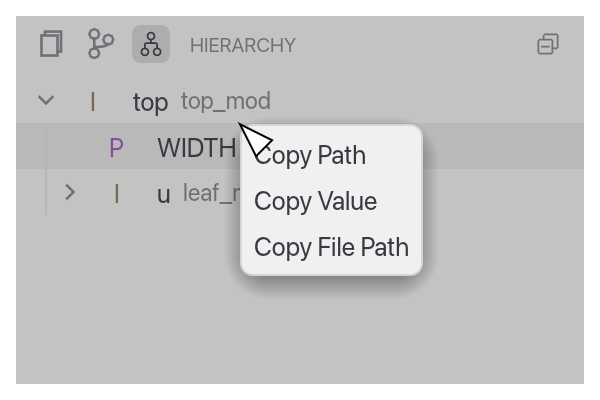 HIERARCHY
I top top_mod
P WIDTH
I u
Copy Path
Copy Value
Copy File Path